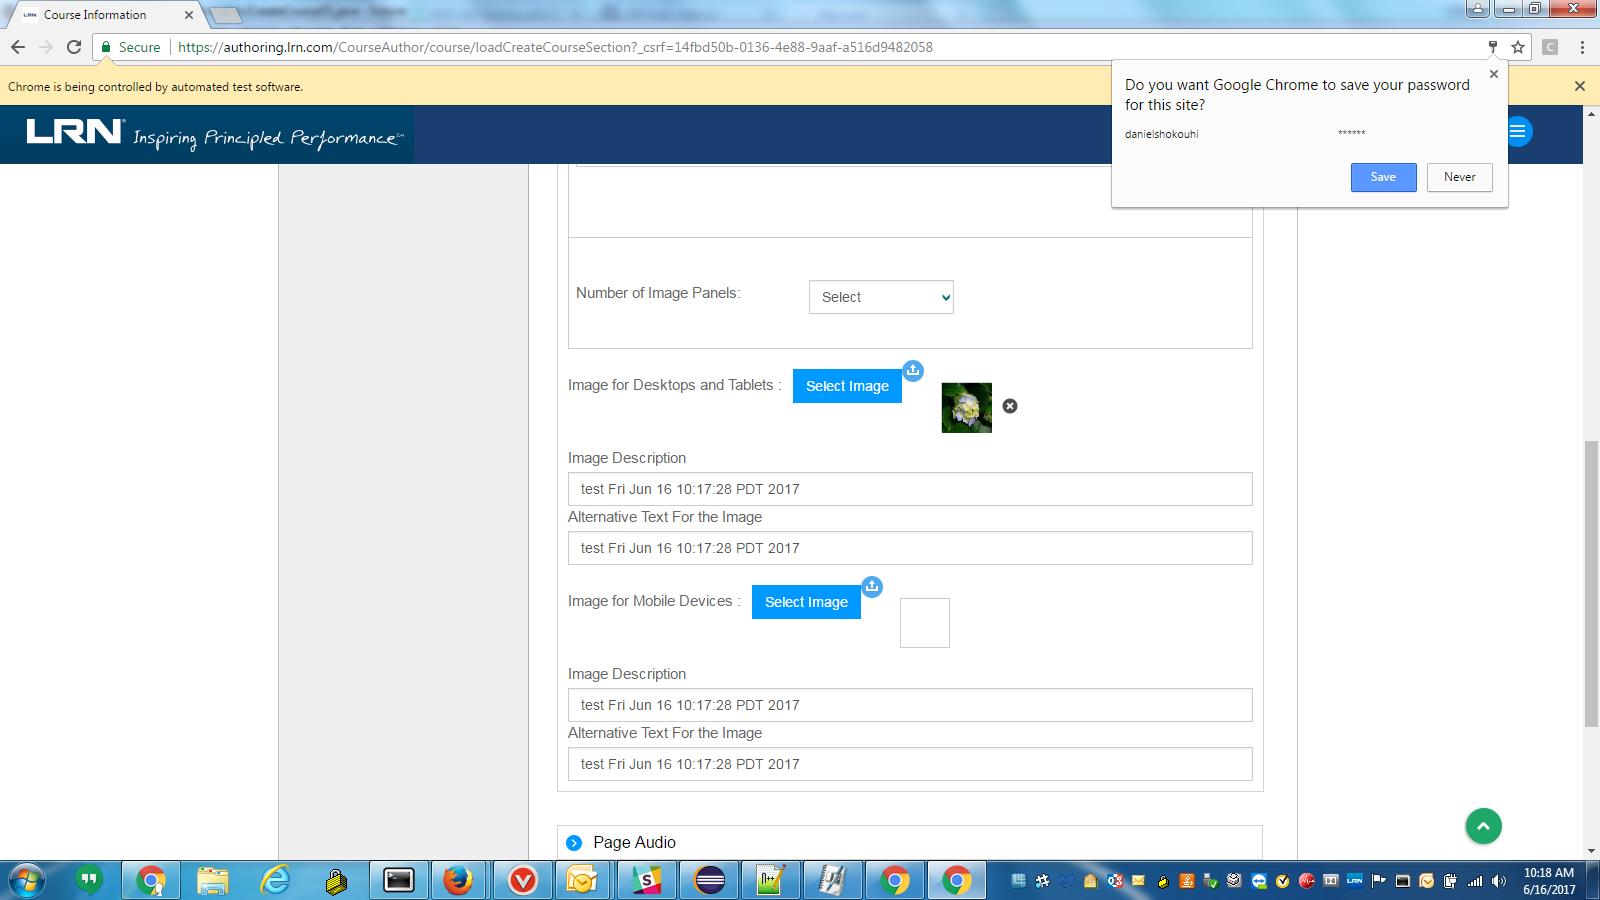 Course Information
Secure
https://authoring.lrn.com/CourseAuthor/course/loadCreateCourseSection?_csrf=14fbd50b-0136-4e88-9aaf-a516d9482058
Chrome is being controlled by automated test software.
Do you want Google Chrome to save your password
for this site?
danielshokouhi ******
Save Never
LRN Inspiring Principled Performance
Number of Image Panels: Select
Image for Desktops and Tablets : Select Image
Image Description
test Fri Jun 16 10:17:28 PDT 2017
Alternative Text For the Image
test Fri Jun 16 10:17:28 PDT 2017
Image for Mobile Devices : Select Image
Image Description
test Fri Jun 16 10:17:28 PDT 2017
Alternative Text For the Image
test Fri Jun 16 10:17:28 PDT 2017
Page Audio
10:18 AM
6/16/2017